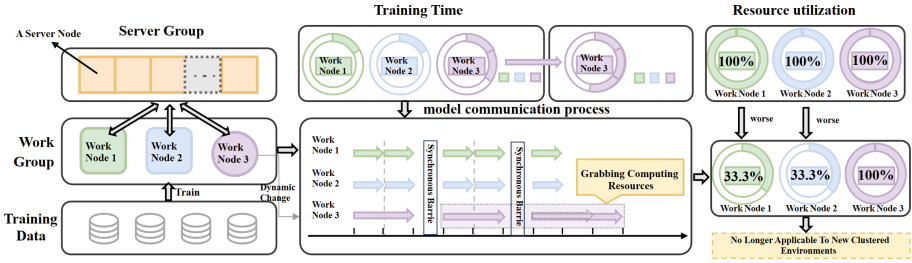 Training Time
Resource utilization
A Server Node
Server Group
Work
Node 1
Work
Node 2
Work
Node 3
Work
Node 3
100%
100%
100%
Work Node 1
Work Node 2
Work Node 3
model communication process
worse
worse
Work
Group
Work
Node 1
Work
Node 2
Work
Node 3
Train
Dynamic
Change
Training
Data
Work
Node 1
Work
Node 2
Work
Node 3
Synchronous Barrie
Synchronous Barrie
Grabbing Computing
Resources
33.3%
33.3%
100%
Work Node 1
Work Node 2
Work Node 3
No Longer Applicable To New Clustered
Environments